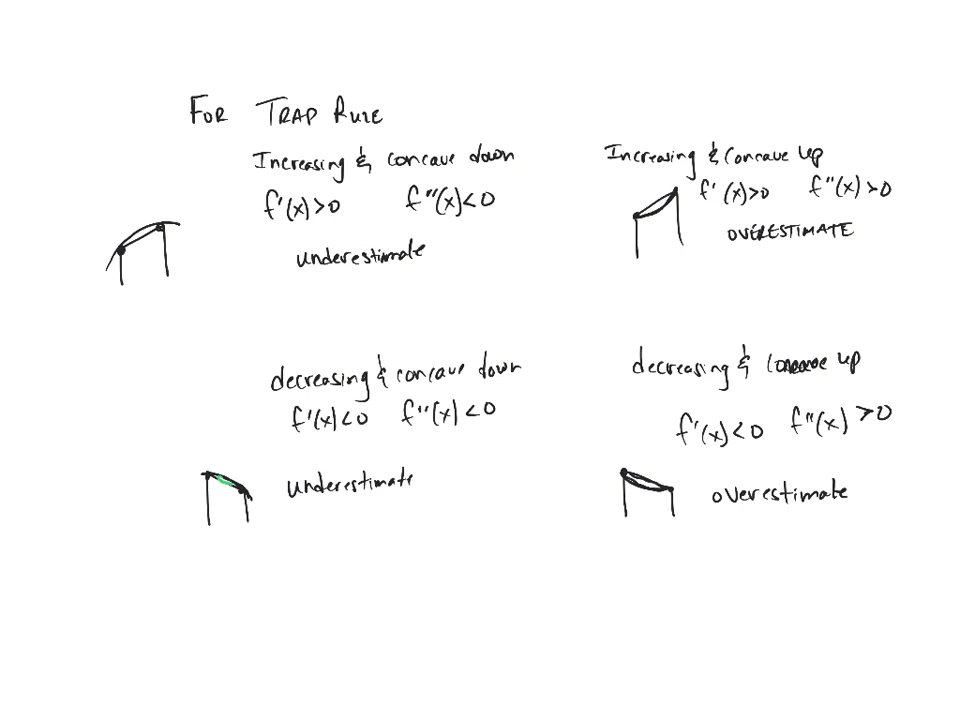 FOR TRAP RULE
Increasing & concave down
f'(x)>0 f"(x)<0
underestimate
Increasing & Concave up
f'(x)>0 f"(x)>0
OVERESTIMATE
decreasing & concave down
f'(x)<0 f"(x)<0
underestimate
decreasing & concave up
f'(x)<0 f"(x)>0
overestimate